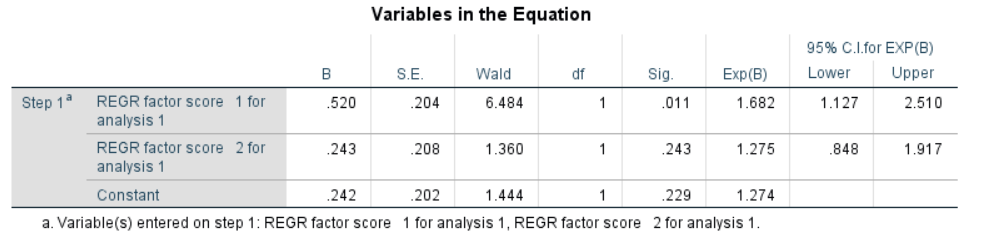 Variables in the Equation
95% C.I.for EXP(B)
B S.E. Wald df Sig. Exp(B) Lower Upper
Step 1a REGR factor score 1 for analysis 1 .520 .204 6.484 1 .011 1.682 1.127 2.510
REGR factor score 2 for analysis 1 .243 .208 1.360 1 .243 1.275 .848 1.917
Constant .242 .202 1.444 1 .229 1.274
a. Variable(s) entered on step 1: REGR factor score 1 for analysis 1, REGR factor score 2 for analysis 1.